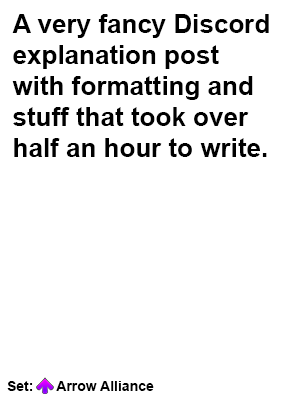 A very fancy Discord
explanation post
with formatting and
stuff that took over
half an hour to write.
Set: Arrow Alliance